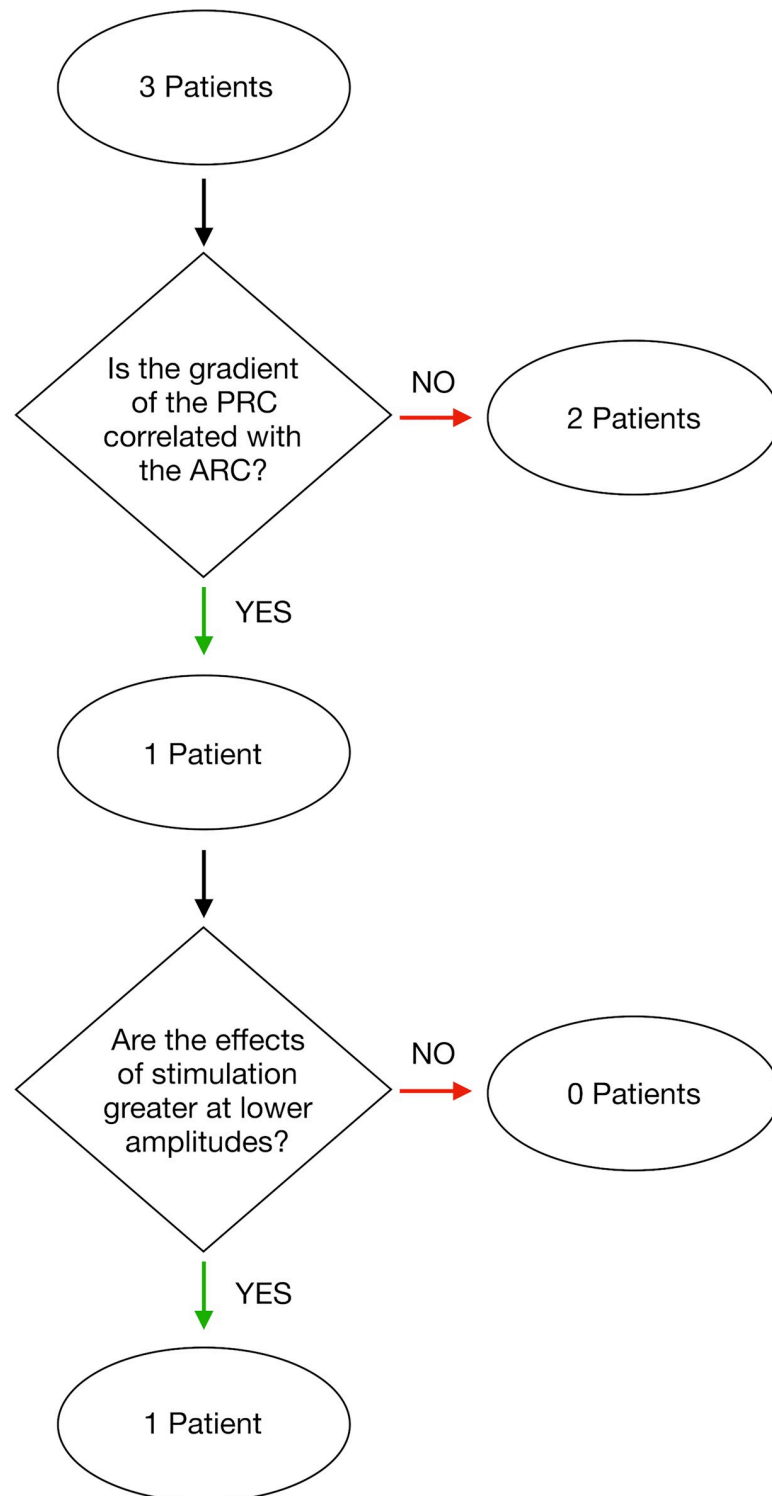 3 Patients
Is the gradient
of the PRC
correlated with
the ARC?
NO
2 Patients
YES
1 Patient
Are the effects
of stimulation
greater at lower
amplitudes?
NO
0 Patients
YES
1 Patient